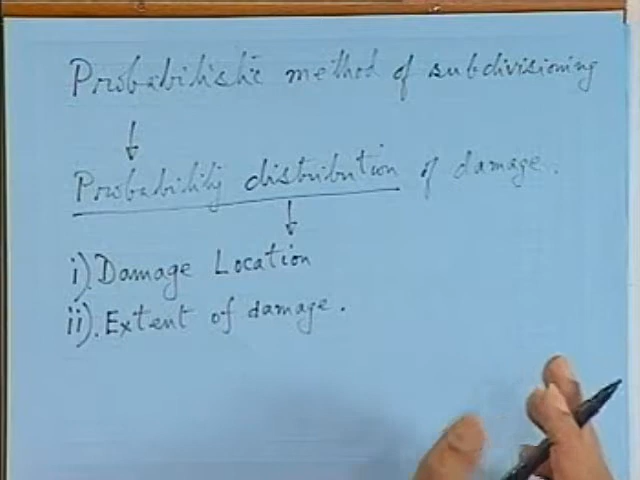 Probabilistic method of subdivisioning
↓
Probability distribution of damage.
↓
i) Damage Location
ii). Extent of damage.